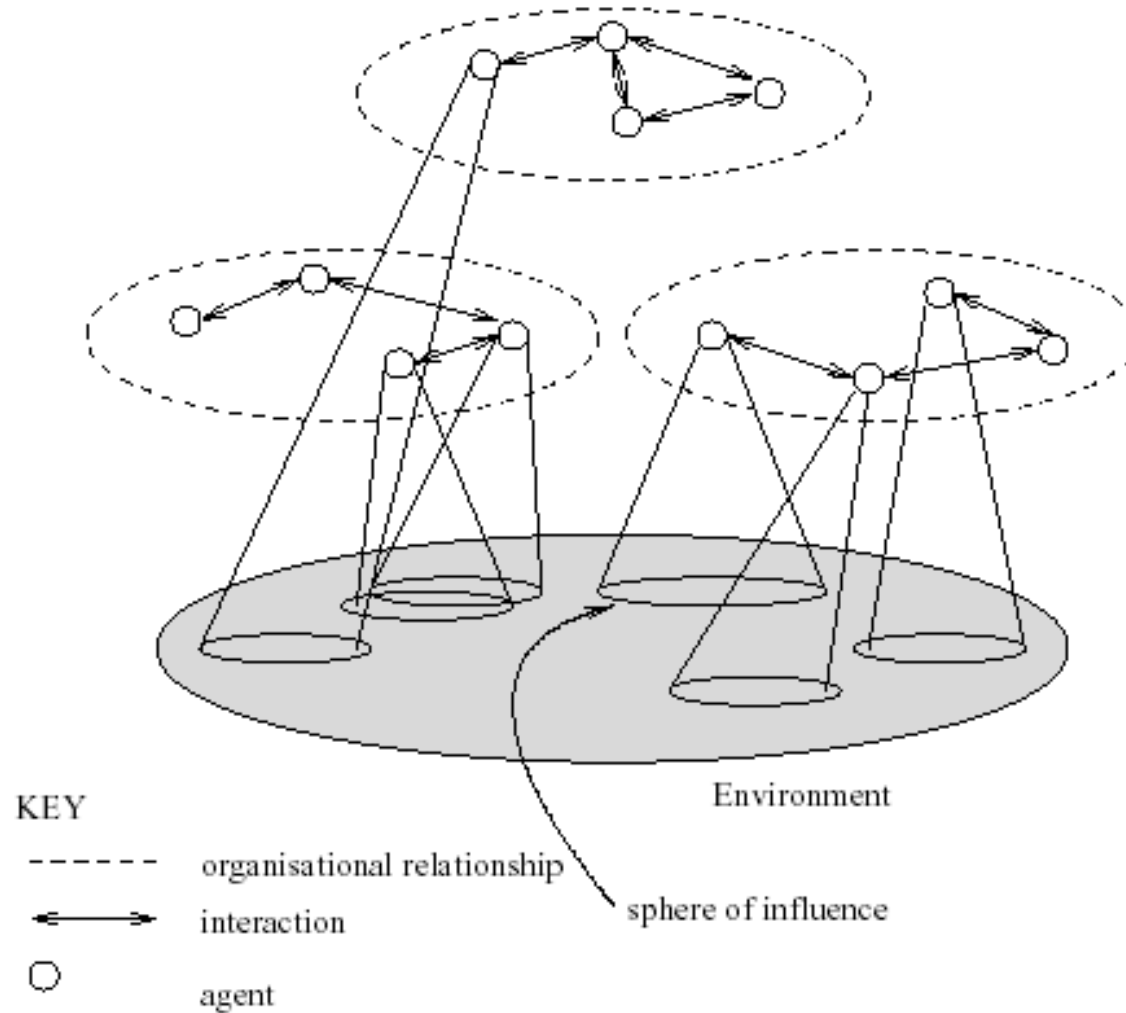 Environment
KEY
organisational relationship
sphere of influence
interaction
agent